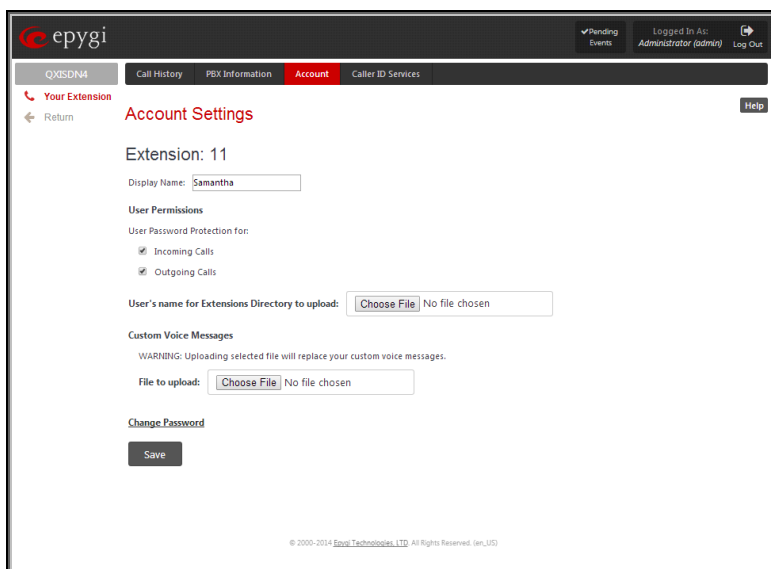 epygi
Pending Events
Logged In As:
Administrator (admin)
Log Out
QXISDN4
Call History
PBX Information
Account
Caller ID Services
Your Extension
Return
Help
Account Settings
Extension: 11
Display Name: Samantha
User Permissions
User Password Protection for:
Incoming Calls
Outgoing Calls
User's name for Extensions Directory to upload: Choose File No file chosen
Custom Voice Messages
WARNING: Uploading selected file will replace your custom voice messages.
File to upload: Choose File No file chosen
Change Password
Save
© 2000-2014 Epygi Technologies, LTD. All Rights Reserved. (en_US)